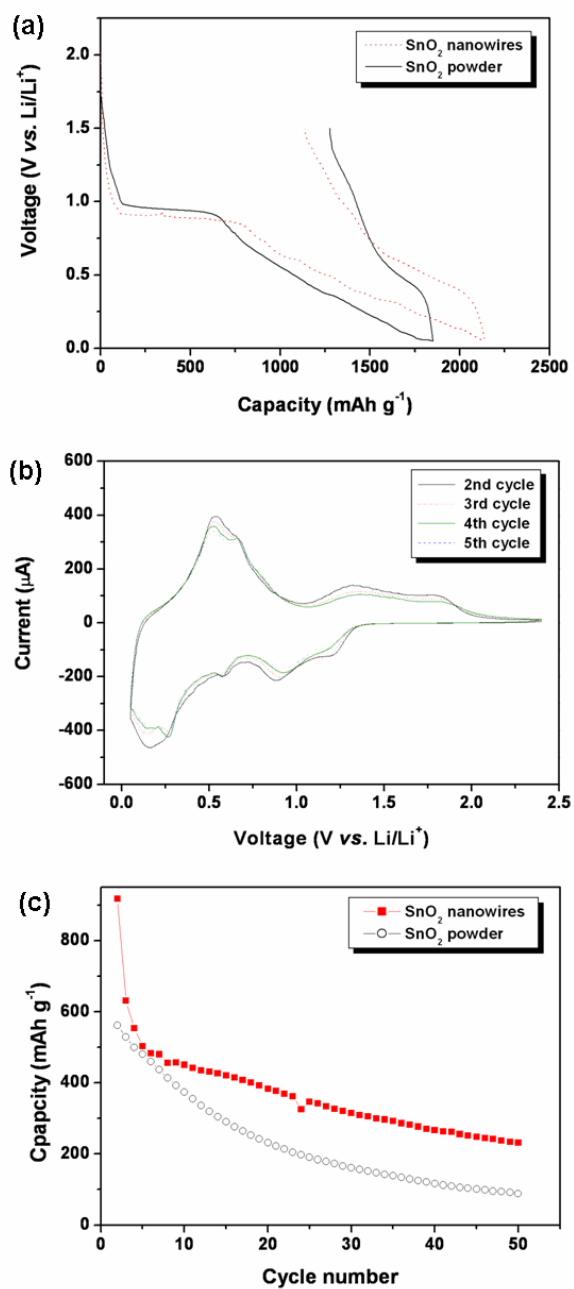 (a)
SnO₂ nanowires
SnO₂ powder
2.0
1.5
1.0
0.5
0.0
Voltage (V vs. Li/Li⁺)
0
500
1000
1500
2000
2500
Capacity (mAh g⁻¹)
(b)
2nd cycle
3rd cycle
4th cycle
5th cycle
600
400
200
0
-200
-400
-600
Current (μA)
0.0
0.5
1.0
1.5
2.0
2.5
Voltage (V vs. Li/Li⁺)
(c)
SnO₂ nanowires
SnO₂ powder
800
600
400
200
0
Cpapcity (mAh g⁻¹)
0
10
20
30
40
50
Cycle number